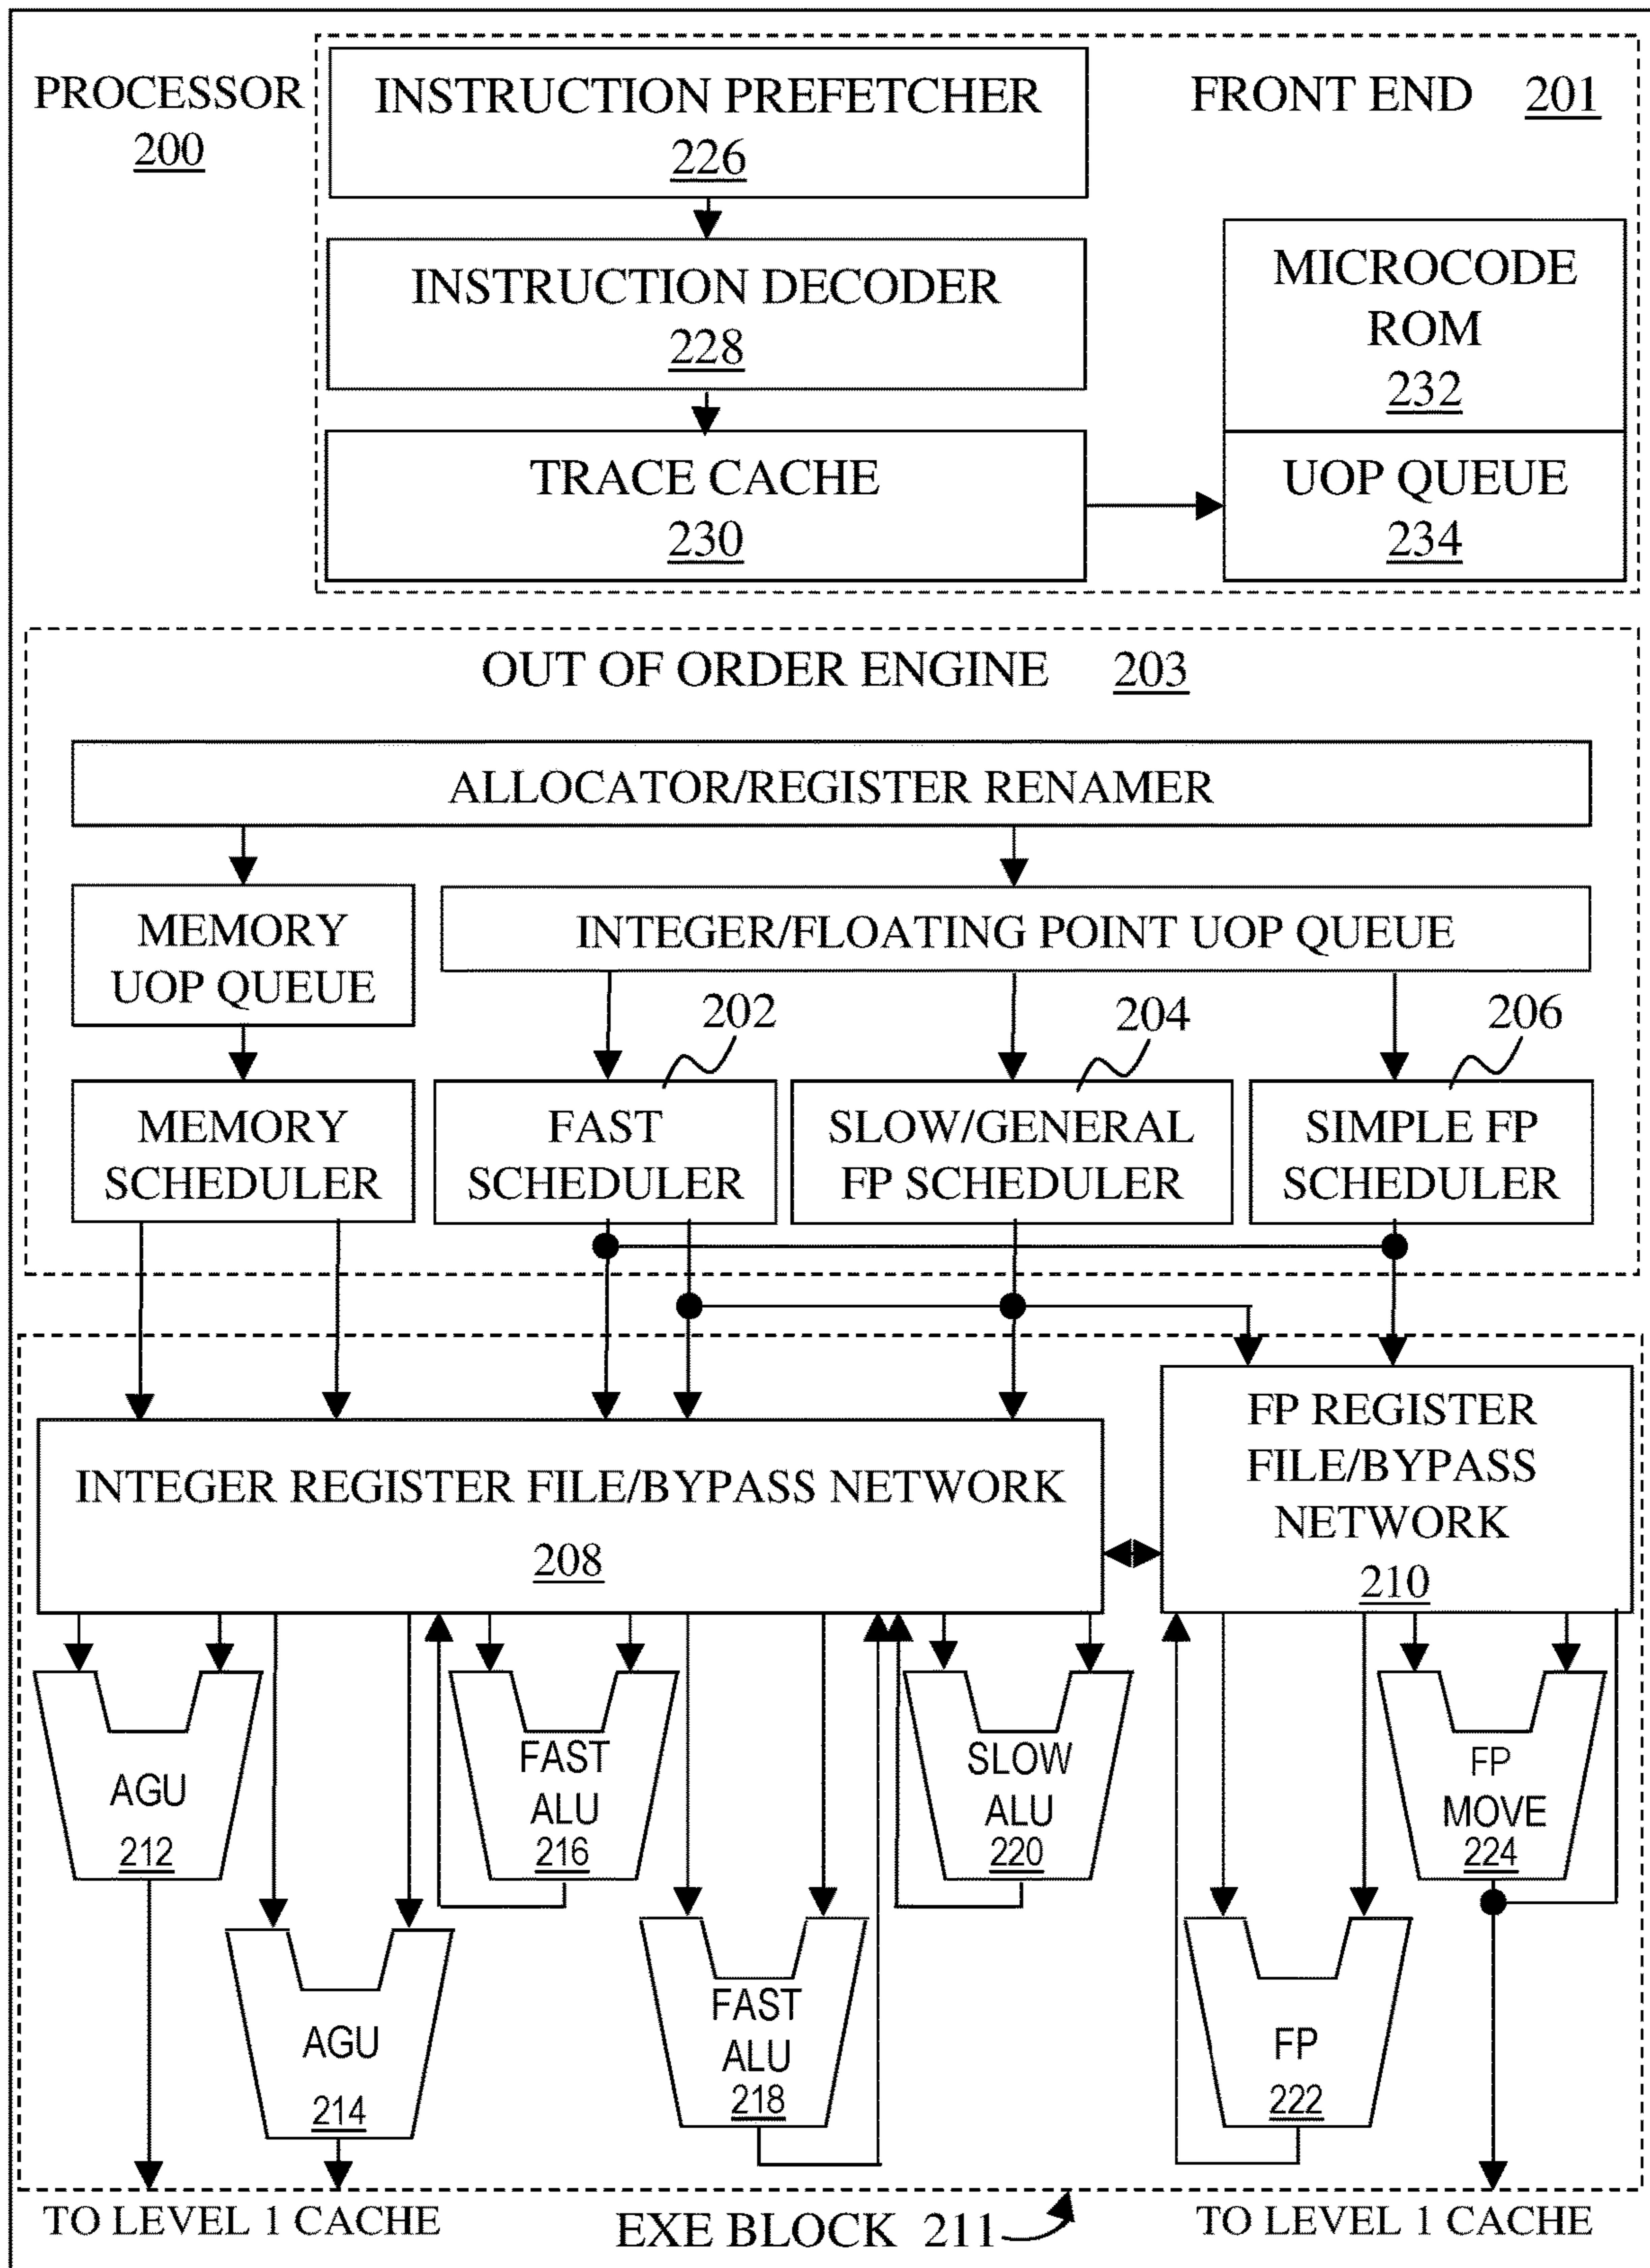 PROCESSOR
200
INSTRUCTION PREFETCHER
226
FRONT END 201
INSTRUCTION DECODER
228
MICROCODE
ROM
232
TRACE CACHE
230
UOP QUEUE
234
OUT OF ORDER ENGINE 203
ALLOCATOR/REGISTER RENAMER
MEMORY
UOP QUEUE
INTEGER/FLOATING POINT UOP QUEUE
202
204
206
MEMORY
SCHEDULER
FAST
SCHEDULER
SLOW/GENERAL
FP SCHEDULER
SIMPLE FP
SCHEDULER
INTEGER REGISTER FILE/BYPASS NETWORK
208
FP REGISTER
FILE/BYPASS
NETWORK
210
AGU
212
FAST
ALU
216
SLOW
ALU
220
FP
MOVE
224
AGU
214
FAST
ALU
218
FP
222
TO LEVEL 1 CACHE
EXE BLOCK 211
TO LEVEL 1 CACHE